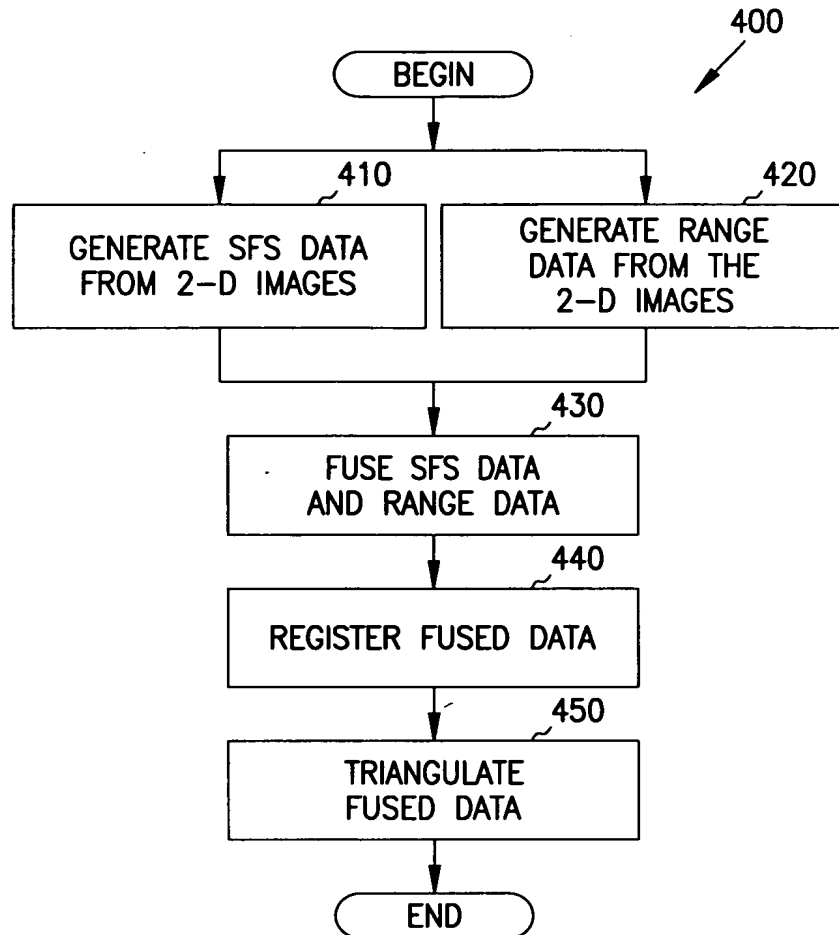 400
BEGIN
410
GENERATE SFS DATA
FROM 2-D IMAGES
420
GENERATE RANGE
DATA FROM THE
2-D IMAGES
430
FUSE SFS DATA
AND RANGE DATA
440
REGISTER FUSED DATA
450
TRIANGULATE
FUSED DATA
END